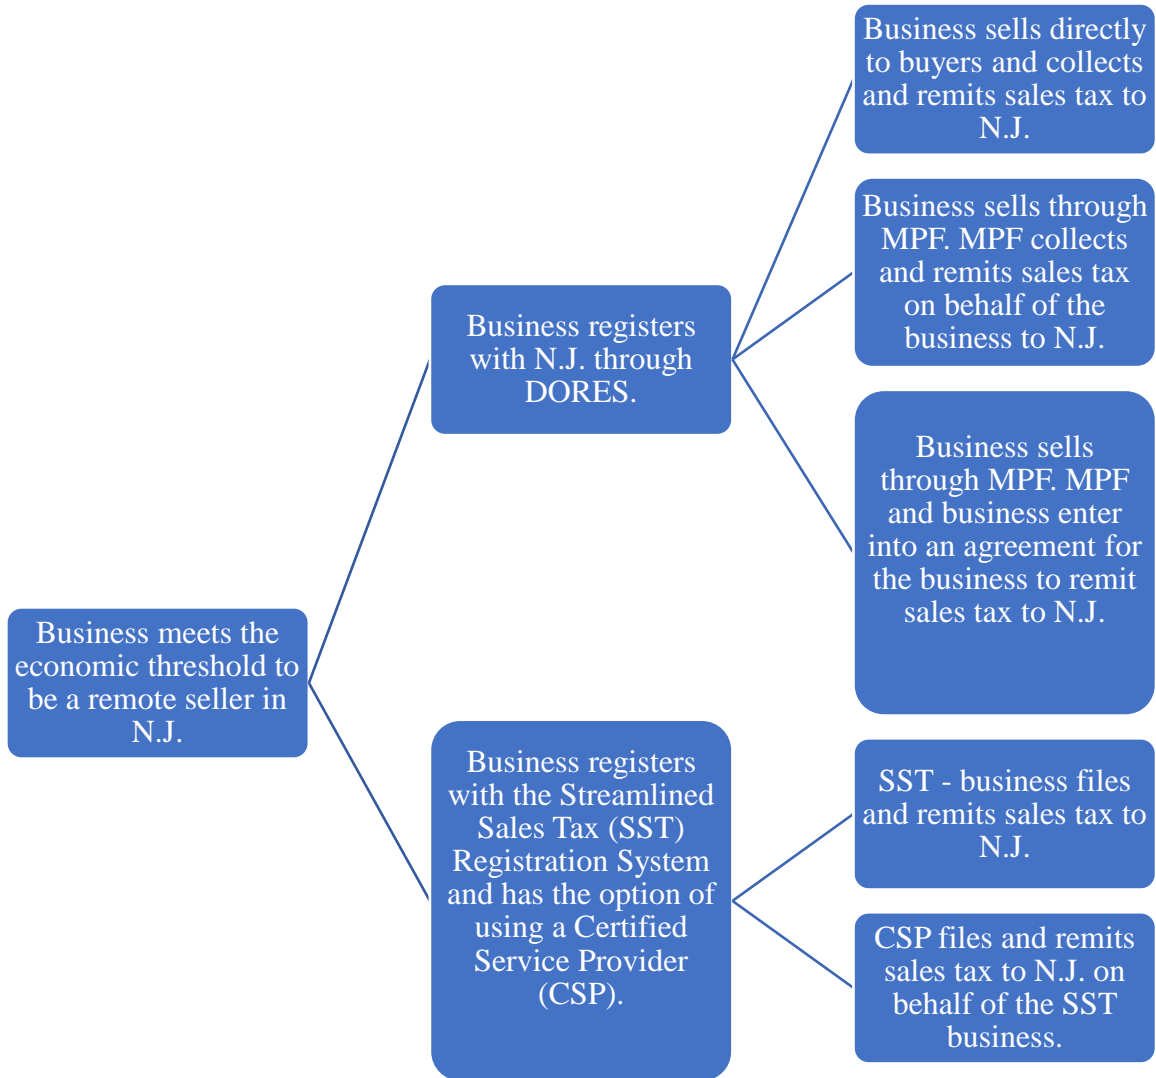 Business meets the
economic threshold to
be a remote seller in
N.J.
Business registers
with N.J. through
DORES.
Business sells directly
to buyers and collects
and remits sales tax to
N.J.
Business sells through
MPF. MPF collects
and remits sales tax
on behalf of the
business to N.J.
Business sells
through MPF. MPF
and business enter
into an agreement for
the business to remit
sales tax to N.J.
Business registers
with the Streamlined
Sales Tax (SST)
Registration System
and has the option of
using a Certified
Service Provider
(CSP).
SST - business files
and remits sales tax to
N.J.
CSP files and remits
sales tax to N.J. on
behalf of the SST
business.